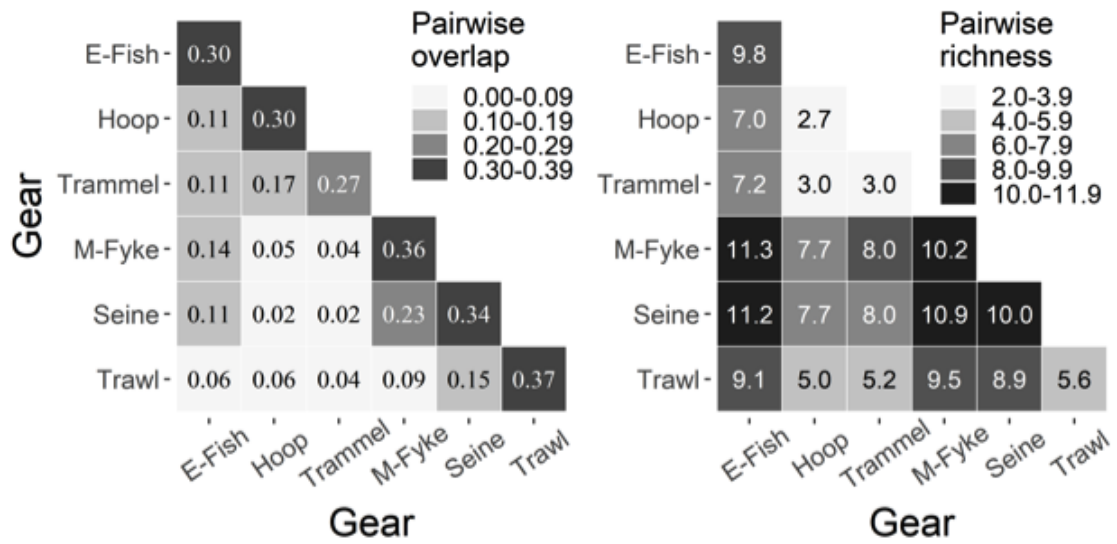 Pairwise
overlap
0.00-0.09
0.10-0.19
0.20-0.29
0.30-0.39
Gear
E-Fish
0.30
Hoop
0.11 0.30
Trammel
0.11 0.17 0.27
M-Fyke
0.14 0.05 0.04 0.36
Seine
0.11 0.02 0.02 0.23 0.34
Trawl
0.06 0.06 0.04 0.09 0.15 0.37
E-Fish Hoop Trammel M-Fyke Seine Trawl
Gear
Pairwise
richness
2.0-3.9
4.0-5.9
6.0-7.9
8.0-9.9
10.0-11.9
E-Fish
9.8
Hoop
7.0 2.7
Trammel
7.2 3.0 3.0
M-Fyke
11.3 7.7 8.0 10.2
Seine
11.2 7.7 8.0 10.9 10.0
Trawl
9.1 5.0 5.2 9.5 8.9 5.6
E-Fish Hoop Trammel M-Fyke Seine Trawl
Gear